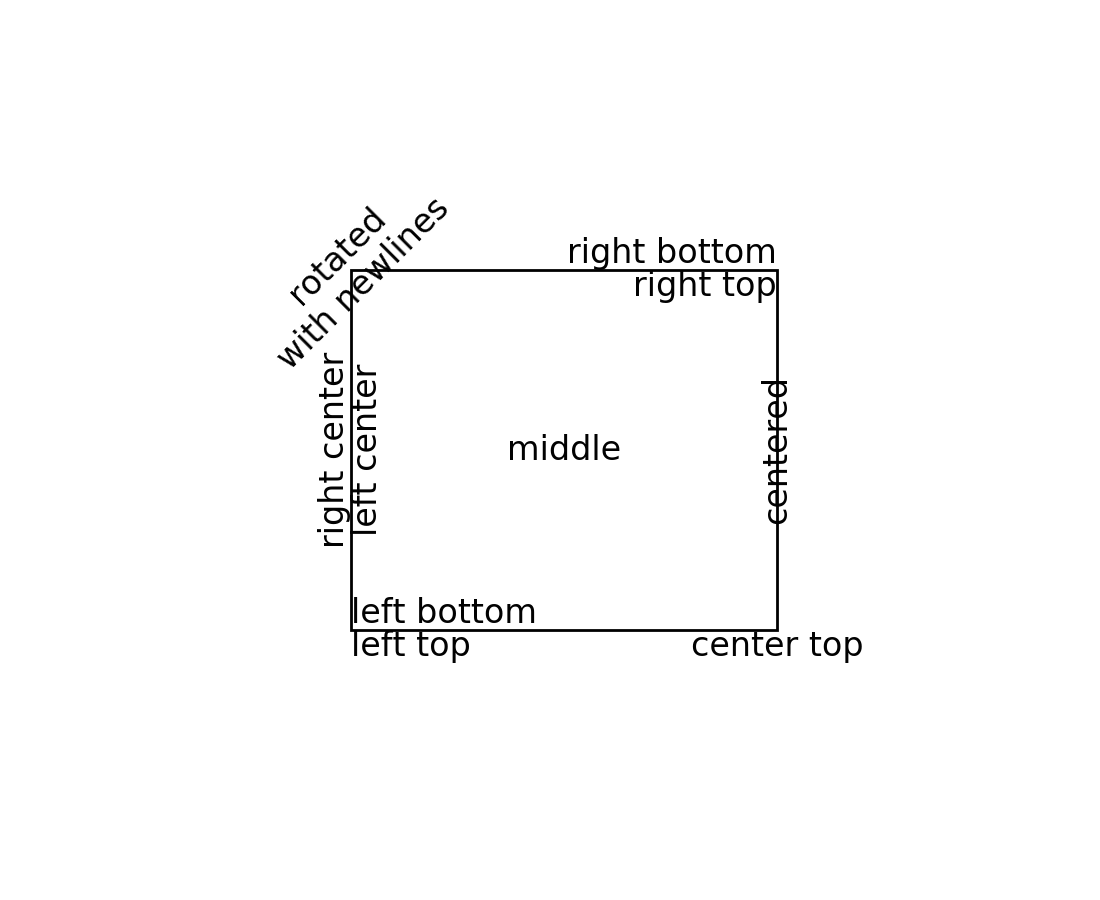 rotated
with newlines
right bottom
right top
right center
left center
middle
centered
left bottom
left top
center top